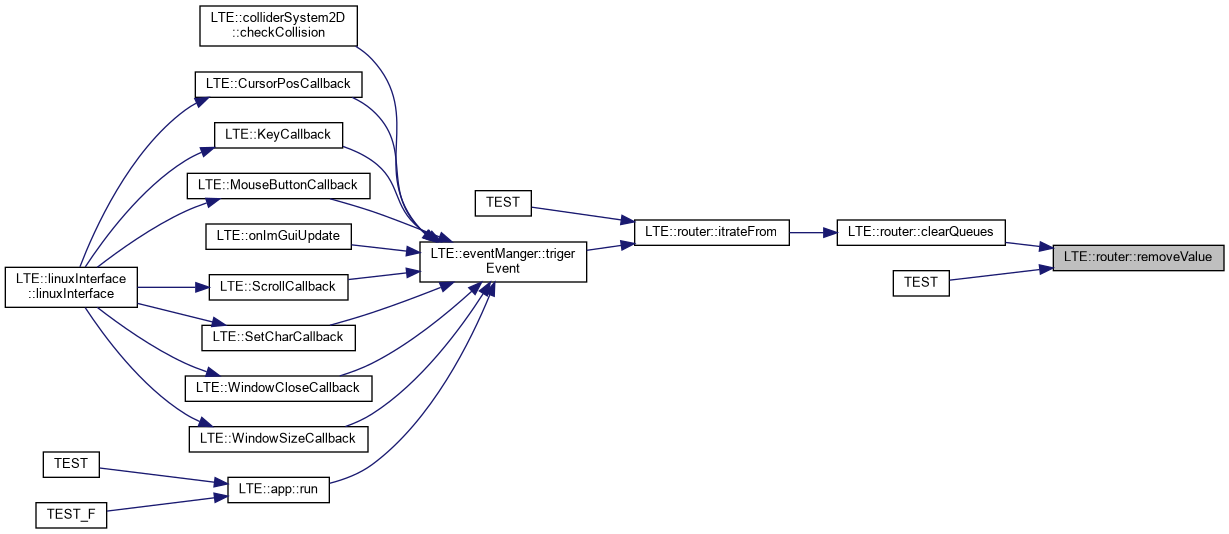 LTE::colliderSystem2D
::checkCollision
LTE::CursorPosCallback
LTE::KeyCallback
LTE::MouseButtonCallback
LTE::onImGuiUpdate
LTE::linuxInterface
::linuxInterface
LTE::ScrollCallback
LTE::SetCharCallback
LTE::WindowCloseCallback
LTE::WindowSizeCallback
TEST
LTE::app::run
TEST_F
LTE::eventManger::triger
Event
TEST
LTE::router::itrateFrom
LTE::router::clearQueues
TEST
LTE::router::removeValue